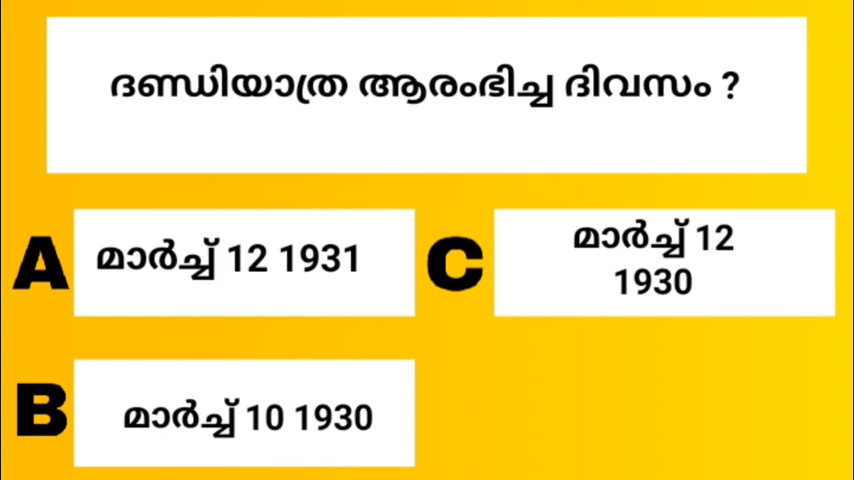 ദണ്ഡിയാത്ര ആരംഭിച്ച ദിവസം ?
A മാർച്ച് 12 1931
C മാർച്ച് 12
1930
B മാർച്ച് 10 1930